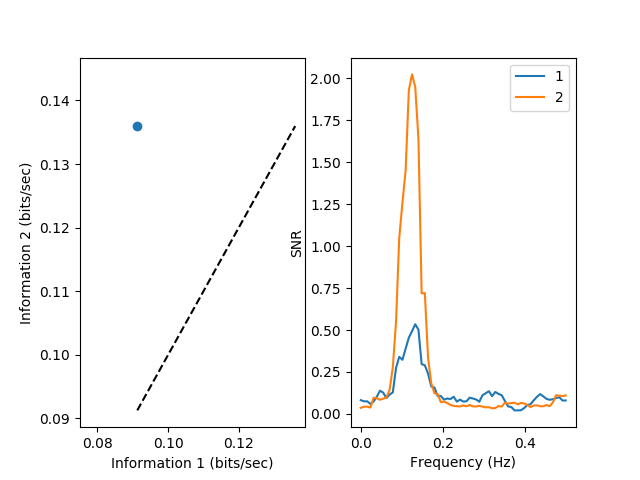 0.14
0.13
0.12
0.11
0.10
0.09
Information 2 (bits/sec)
0.08 0.10 0.12
Information 1 (bits/sec)
2.00
1.75
1.50
1.25
1.00
0.75
0.50
0.25
0.00
SNR
1
2
0.0 0.2 0.4
Frequency (Hz)